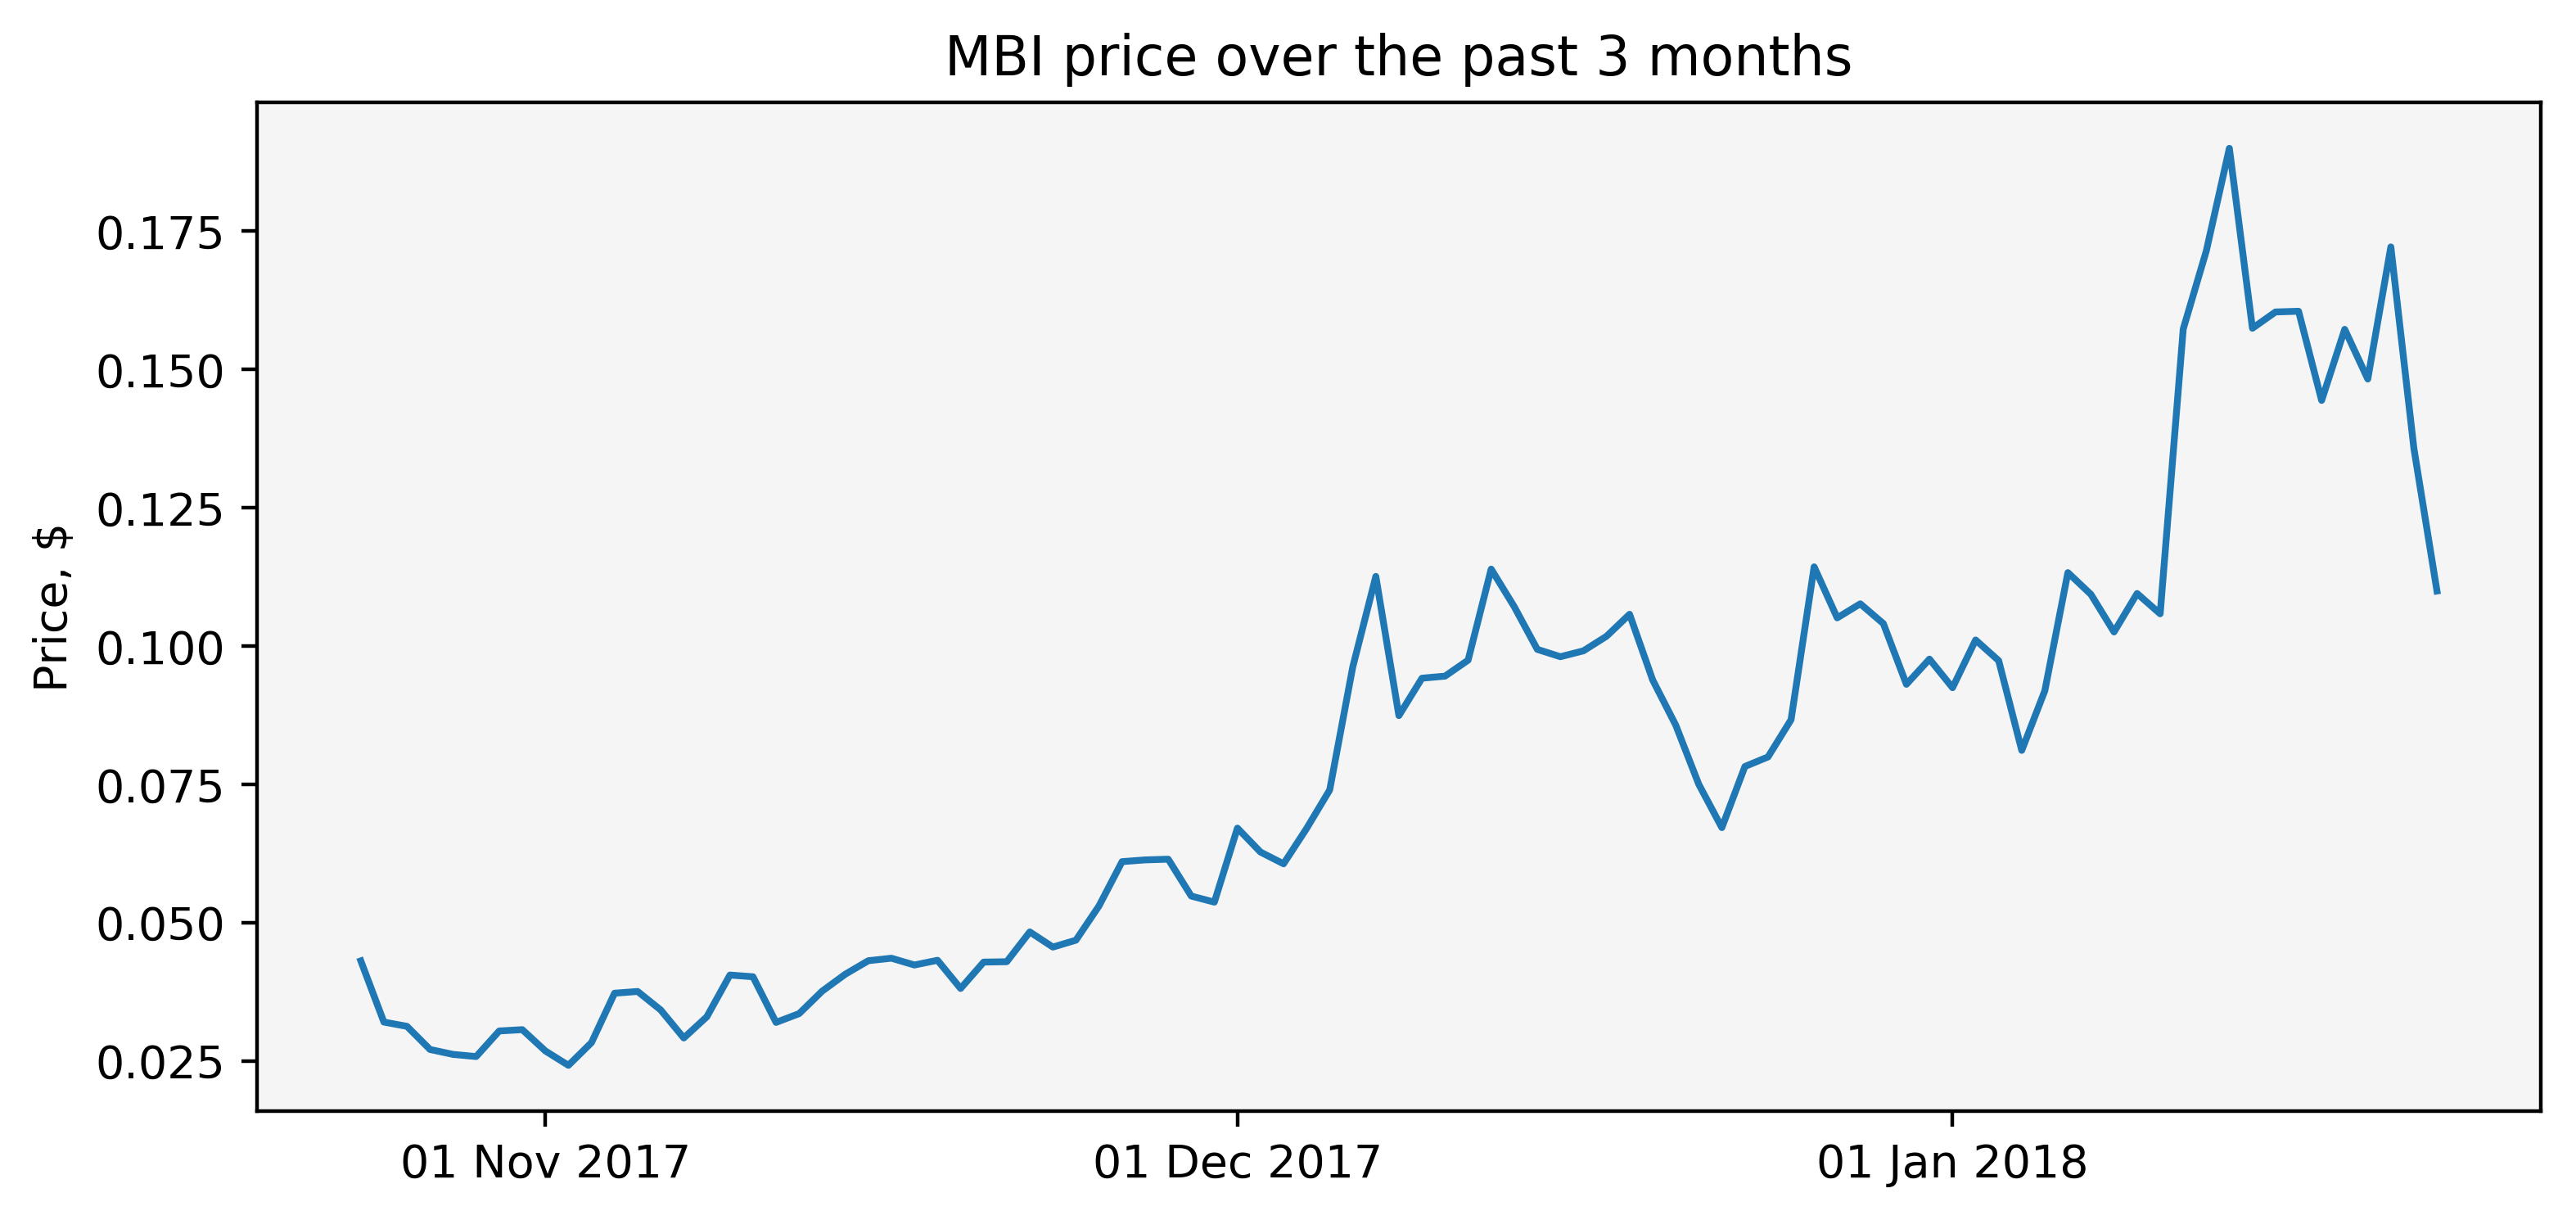 MBI price over the past 3 months
Price, $
0.175
0.150
0.125
0.100
0.075
0.050
0.025
01 Nov 2017
01 Dec 2017
01 Jan 2018